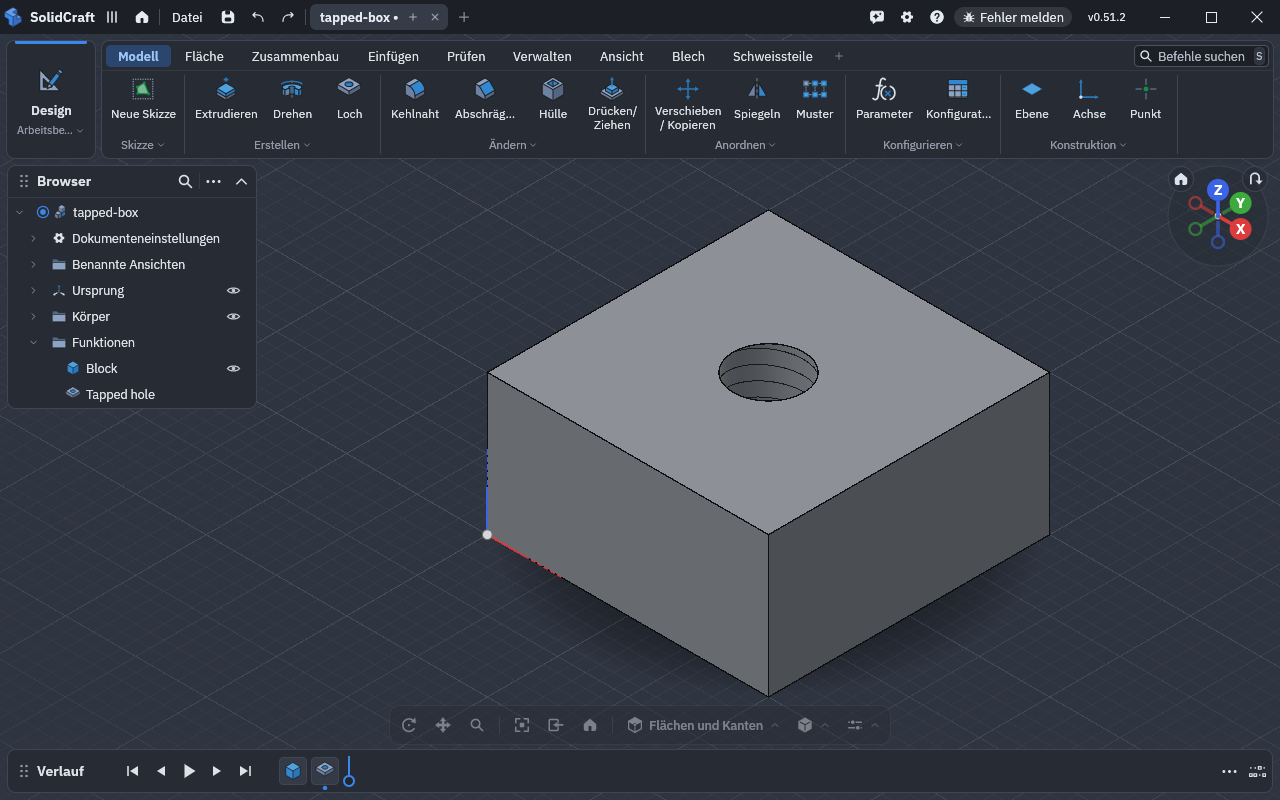 SolidCraft
Datei
tapped-box •
Fehler melden
v0.51.2
Design
Arbeitsbe...
Modell
Fläche
Zusammenbau
Einfügen
Prüfen
Verwalten
Ansicht
Blech
Schweissteile
Befehle suchen S
Neue Skizze
Extrudieren
Drehen
Loch
Kehlnaht
Abschräg...
Hülle
Drücken/
Ziehen
Verschieben
/ Kopieren
Spiegeln
Muster
Parameter
Konfigurat...
Ebene
Achse
Punkt
Skizze
Erstellen
Ändern
Anordnen
Konfigurieren
Konstruktion
Browser
tapped-box
Dokumenteneinstellungen
Benannte Ansichten
Ursprung
Körper
Funktionen
Block
Tapped hole
Z
Y
X
Flächen und Kanten
Verlauf